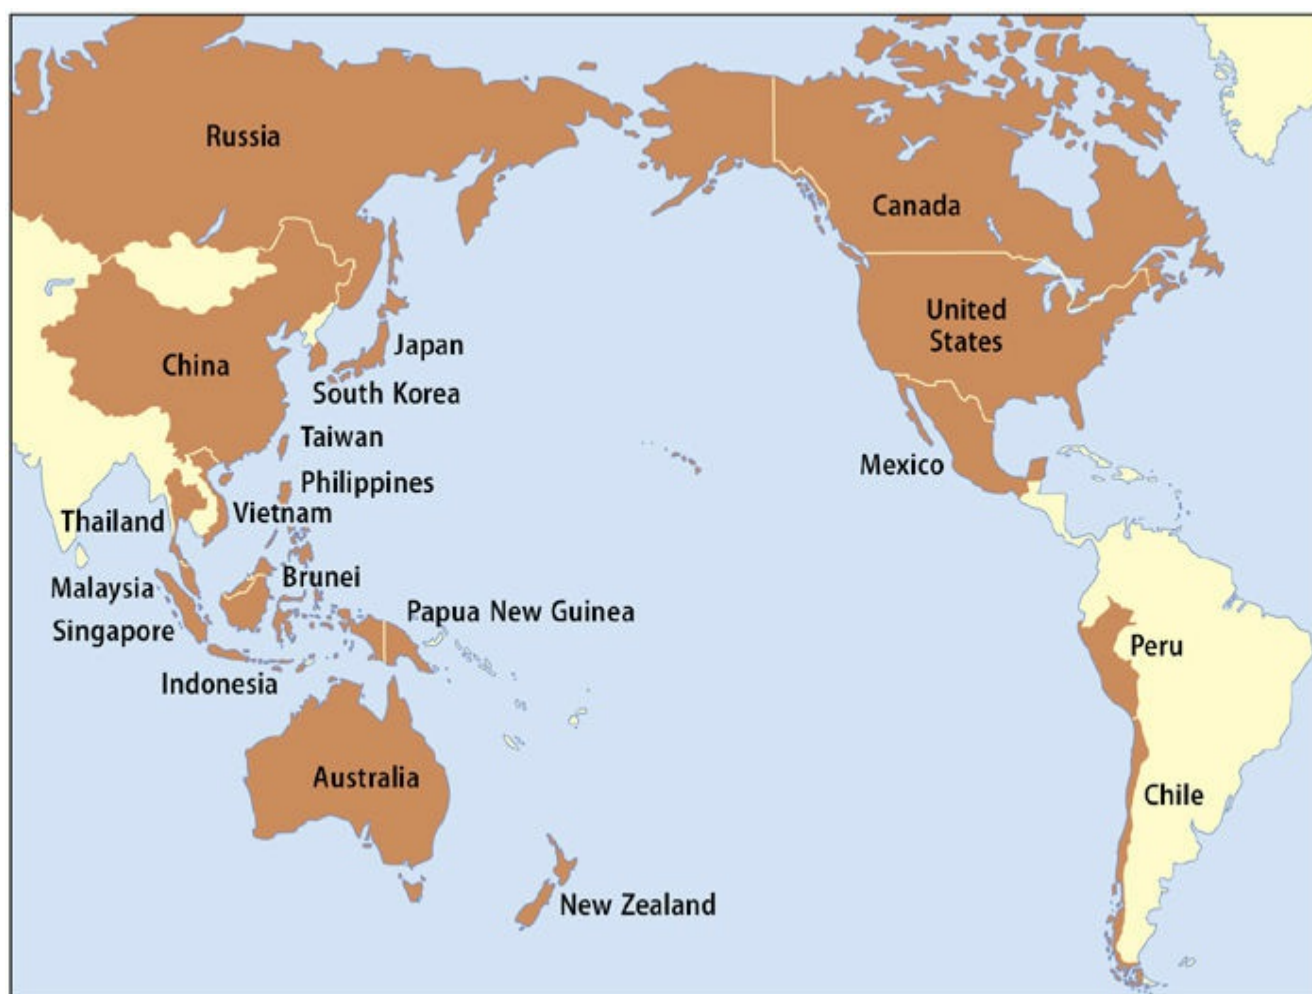 Russia
Canada
United
States
China
Japan
South Korea
Taiwan
Mexico
Philippines
Thailand
Vietnam
Malaysia
Brunei
Singapore
Papua New Guinea
Peru
Indonesia
Australia
Chile
New Zealand